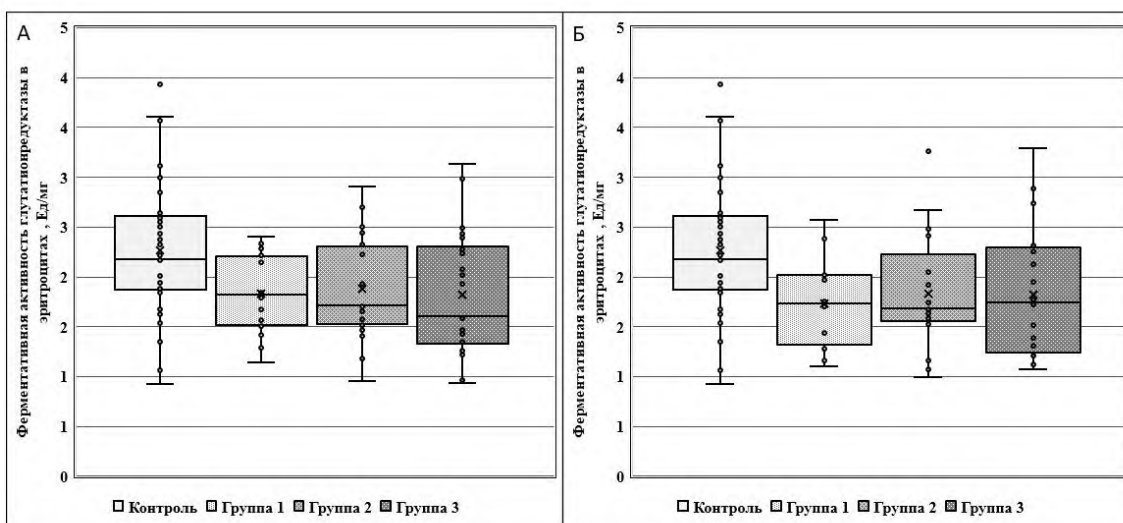 А
Ферментативная активность глутатионредуктазы в
эритроцитах , Ед/мг
5
4
4
3
3
2
2
1
1
0
Контроль Группа 1 Группа 2 Группа 3
Б
Ферментативная активность глутатионредуктазы в
эритроцитах , Ед/мг
5
4
4
3
3
2
2
1
1
0
Контроль Группа 1 Группа 2 Группа 3